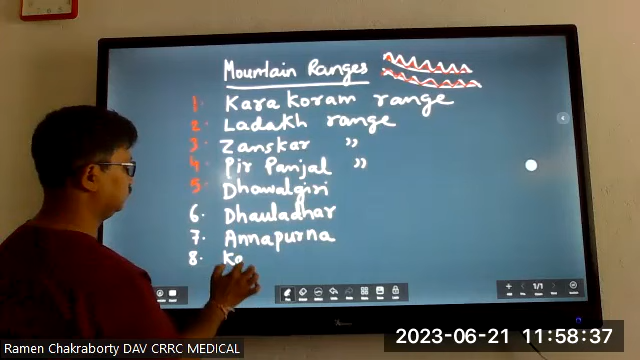 Mountain Ranges
1. Karakoram range
2. Ladakh range
3. Zanskar "
4. Pir Panjal "
5. Dhawalgiri
6. Dhauladhar
7. Annapurna
8. Ka
1/1
Ramen Chakraborty DAV CRRC MEDICAL
2023-06-21 11:58:37